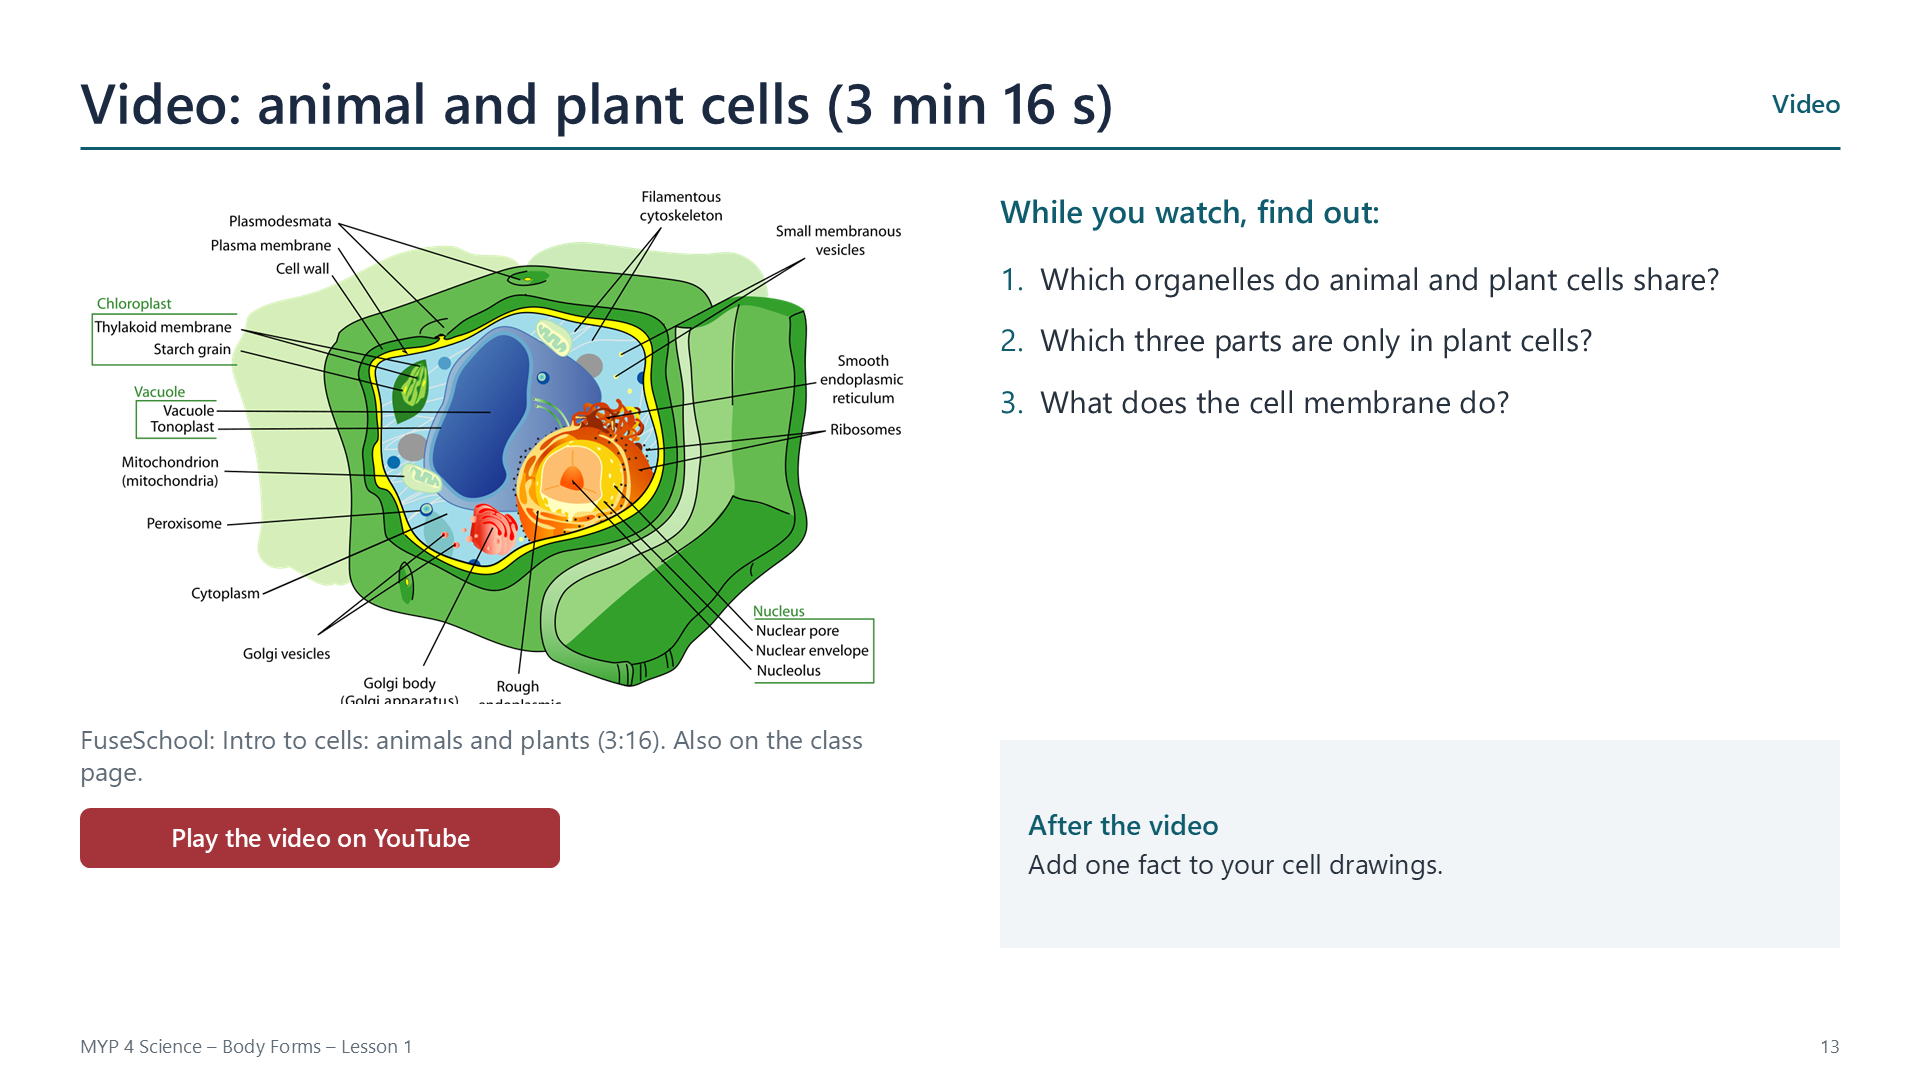 Video: animal and plant cells (3 min 16 s)
Video
Filamentous
cytoskeleton
Plasmodesmata
Plasma membrane
Cell wall
Small membranous
vesicles
Chloroplast
Thylakoid membrane
Starch grain
Vacuole
Vacuole
Tonoplast
Smooth
endoplasmic
reticulum
Ribosomes
Mitochondrion
(mitochondria)
Peroxisome
Cytoplasm
Golgi vesicles
Golgi body
(Golgi apparatus)
Rough
endoplasmic
Nucleus
Nuclear pore
Nuclear envelope
Nucleolus
FuseSchool: Intro to cells: animals and plants (3:16). Also on the class
page.
Play the video on YouTube
While you watch, find out:
1. Which organelles do animal and plant cells share?
2. Which three parts are only in plant cells?
3. What does the cell membrane do?
After the video
Add one fact to your cell drawings.
MYP 4 Science – Body Forms – Lesson 1
13